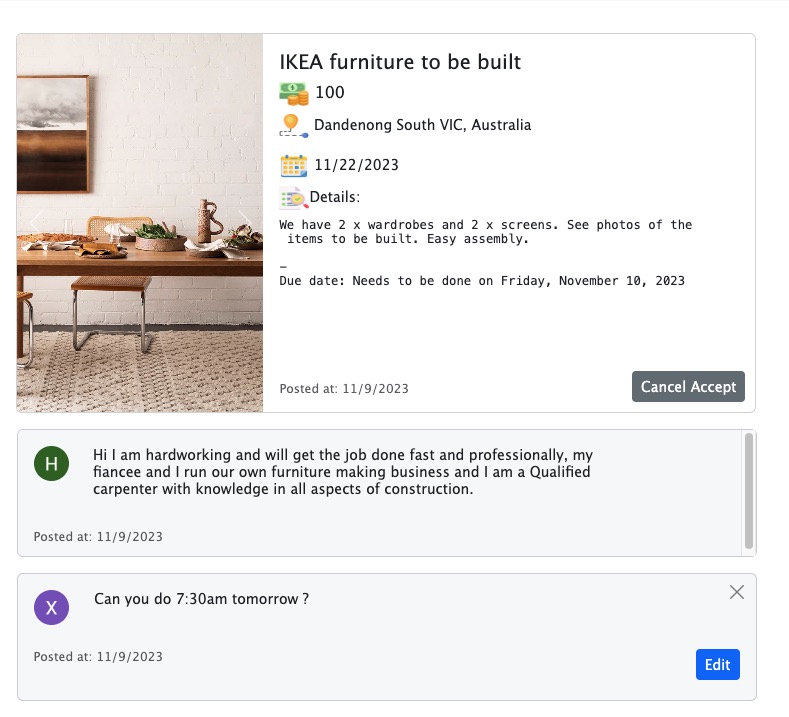 IKEA furniture to be built
100
Dandenong South VIC, Australia
11/22/2023
Details:
We have 2 x wardrobes and 2 x screens. See photos of the
items to be built. Easy assembly.
–
Due date: Needs to be done on Friday, November 10, 2023
Posted at: 11/9/2023
Cancel Accept
H
Hi I am hardworking and will get the job done fast and professionally, my
fiancee and I run our own furniture making business and I am a Qualified
carpenter with knowledge in all aspects of construction.
Posted at: 11/9/2023
X
Can you do 7:30am tomorrow ?
Posted at: 11/9/2023
Edit